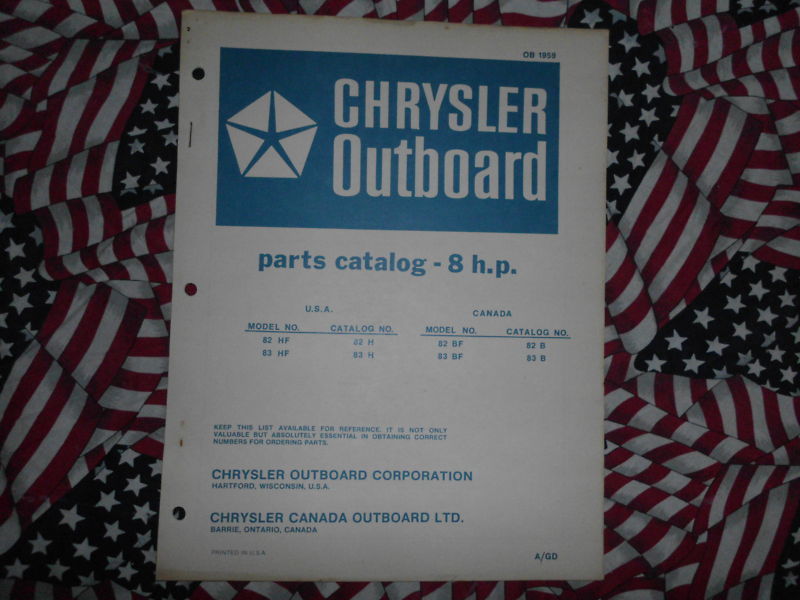 OB 1959
CHRYSLER
Outboard
parts catalog - 8 h.p.
U.S.A. CANADA
MODEL NO. CATALOG NO. MODEL NO. CATALOG NO.
82 HF 82 H 82 BF 82 B
83 HF 83 H 83 BF 83 B
KEEP THIS LIST AVAILABLE FOR REFERENCE. IT IS NOT ONLY
VALUABLE BUT ABSOLUTELY ESSENTIAL IN OBTAINING CORRECT
NUMBERS FOR ORDERING PARTS.
CHRYSLER OUTBOARD CORPORATION
HARTFORD, WISCONSIN, U.S.A.
CHRYSLER CANADA OUTBOARD LTD.
BARRIE, ONTARIO, CANADA
PRINTED IN U.S.A. A/GD